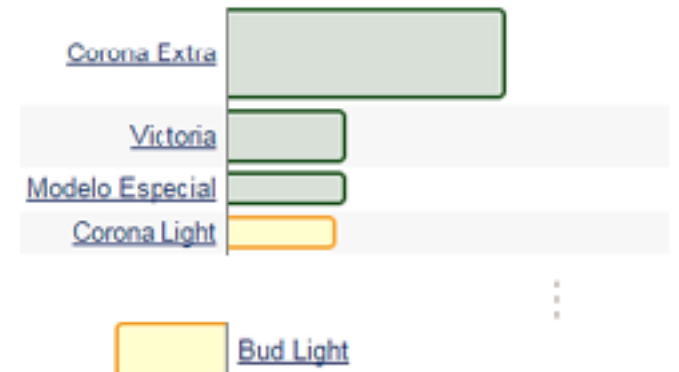 Corona Extra
Victoria
Modelo Especial
Corona Light
Bud Light